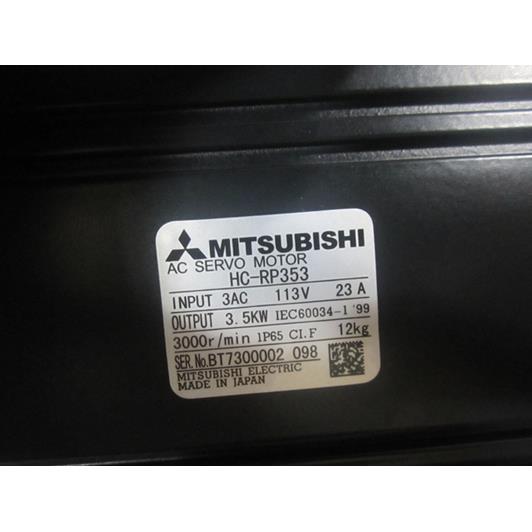 MITSUBISHI
AC SERVO MOTOR
HC-RP353
INPUT 3AC 113V 23 A
OUTPUT 3.5KW IEC60034-1 '99
3000r/min IP65 CI.F 12kg
SER.No.BT7300002 098
MITSUBISHI ELECTRIC
MADE IN JAPAN